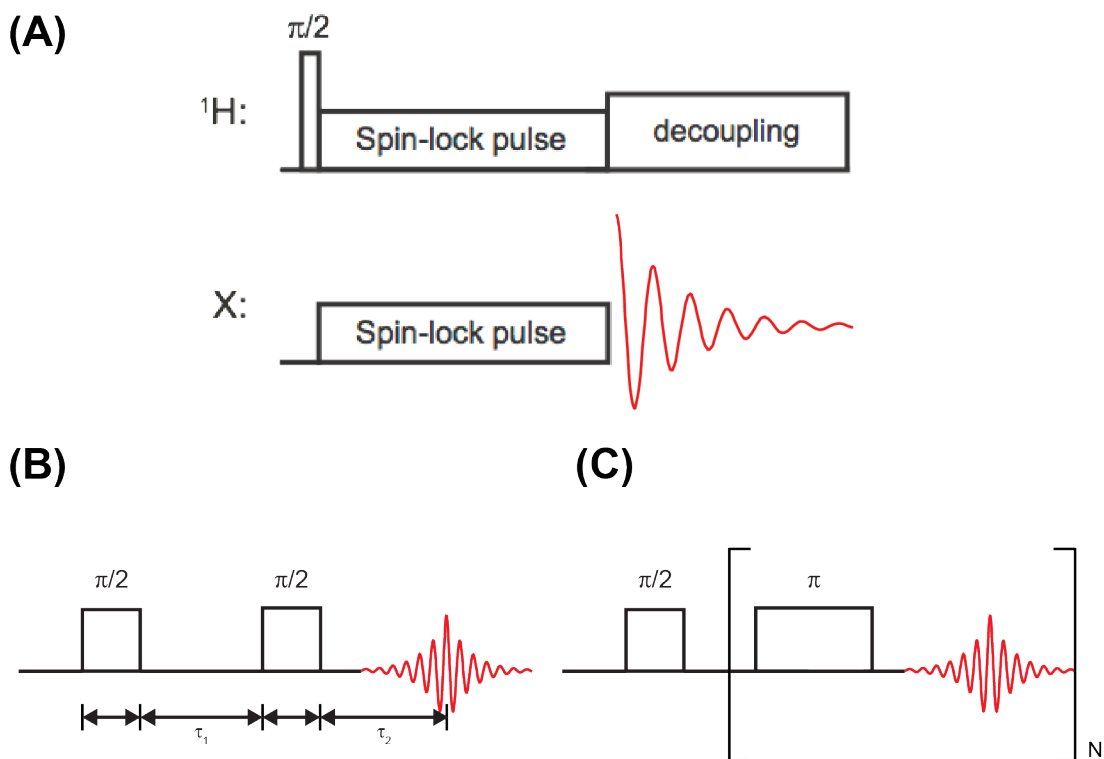 (A)
π/2
¹H:
Spin-lock pulse
decoupling
X:
Spin-lock pulse
(B)
(C)
π/2
π/2
π/2
π
τ₁
τ₂
N